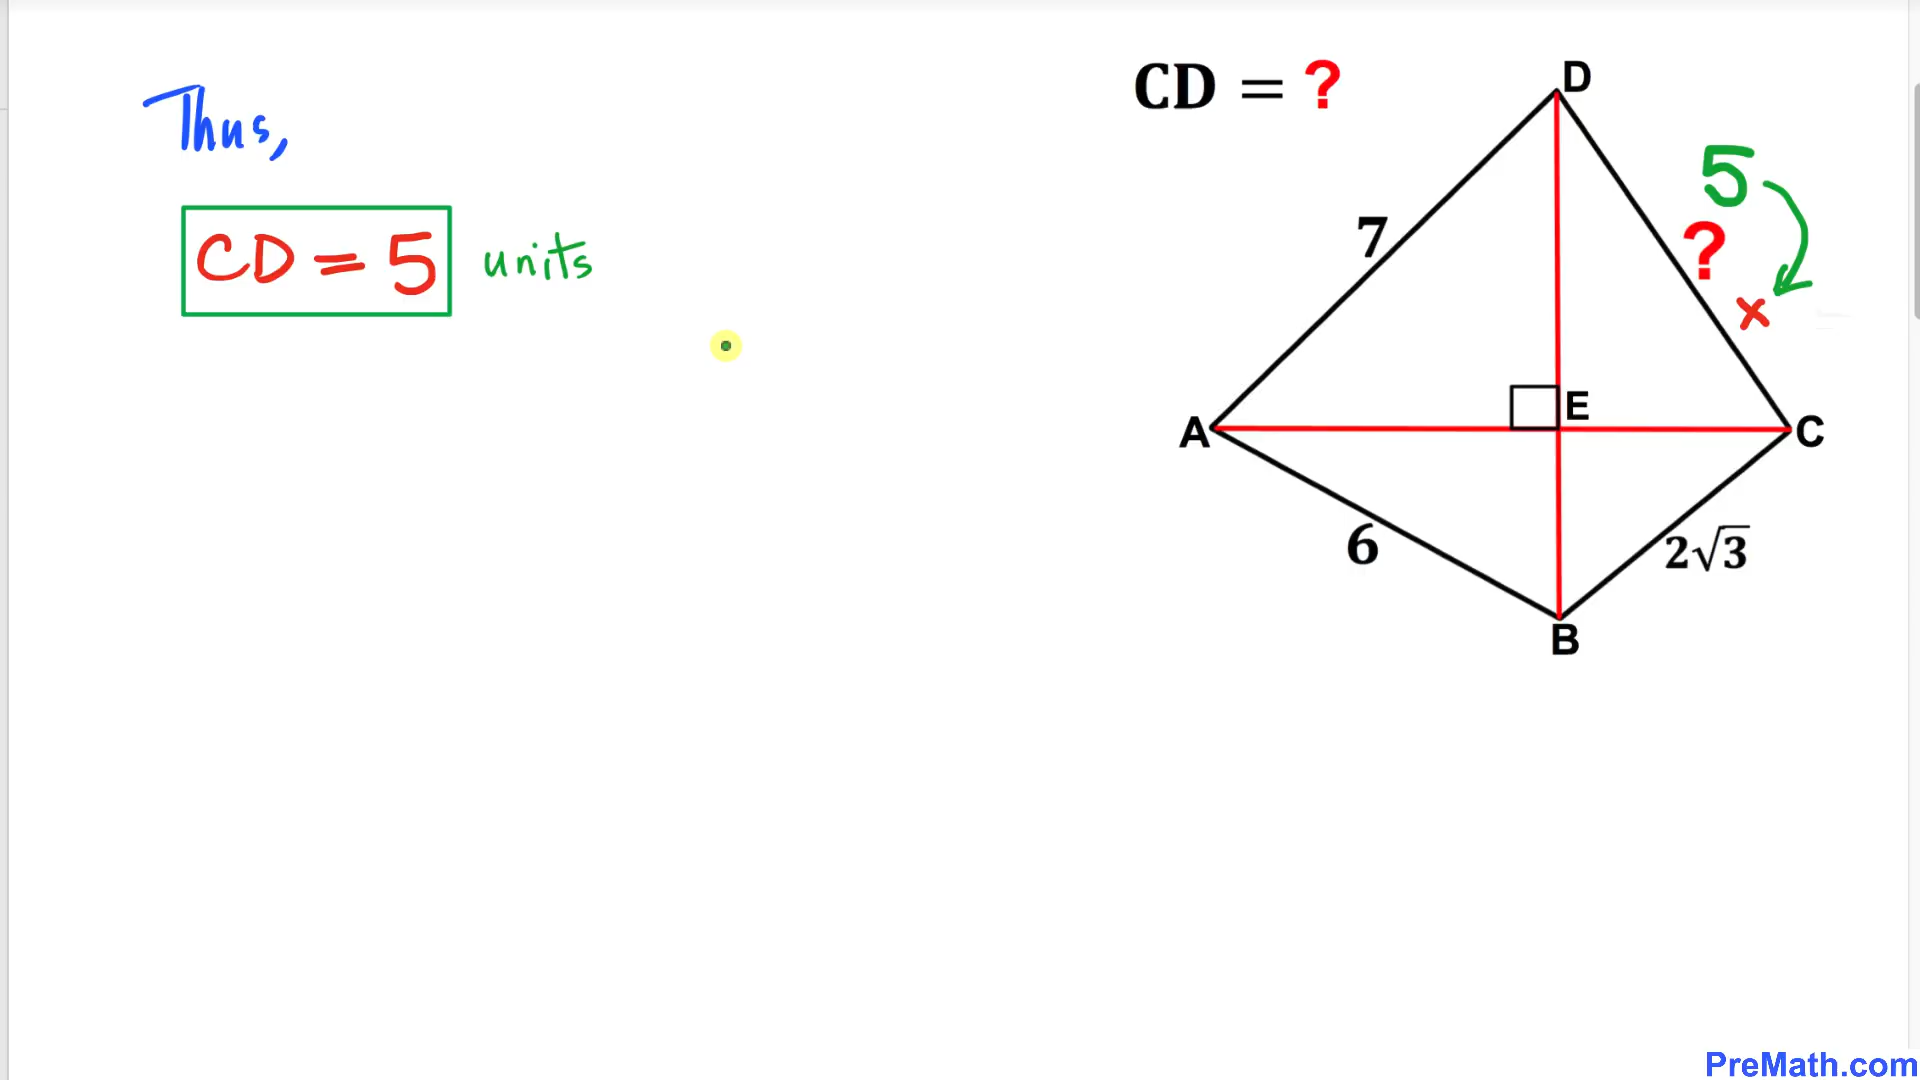 Thus,
CD = 5 units
CD = ?
D
5
7
?
x
E
A
C
6
2√3
B
PreMath.com